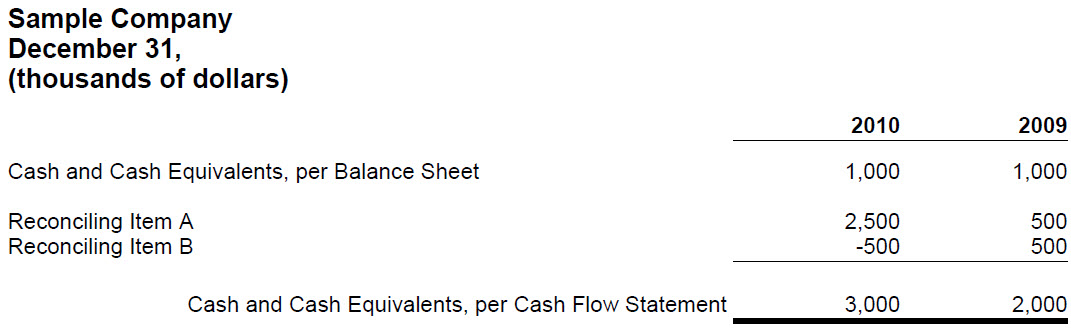 Sample Company
December 31,
(thousands of dollars)
2010 2009
Cash and Cash Equivalents, per Balance Sheet 1,000 1,000
Reconciling Item A 2,500 500
Reconciling Item B -500 500
Cash and Cash Equivalents, per Cash Flow Statement 3,000 2,000